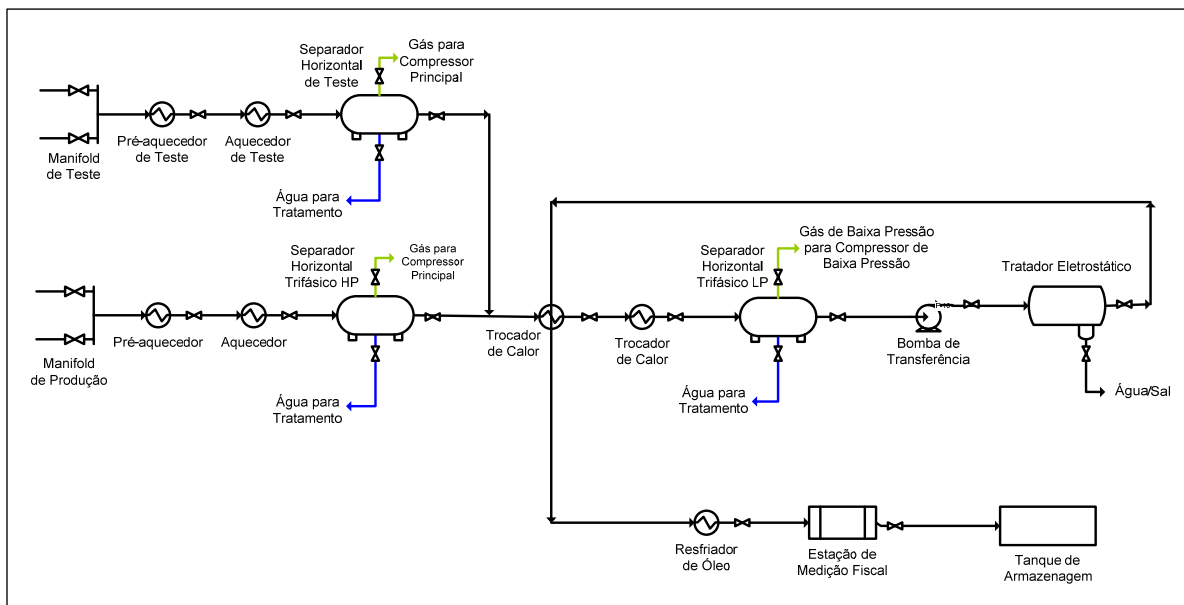 Separador
Horizontal
de Teste
Gás para
Compressor
Principal
Manifold
de Teste
Pré-aquecedor
de Teste
Aquecedor
de Teste
Água para
Tratamento
Separador
Horizontal
Trifásico HP
Gás para
Compressor
Principal
Manifold
de Produção
Pré-aquecedor
Aquecedor
Água para
Tratamento
Trocador
de Calor
Trocador
de Calor
Separador
Horizontal
Trifásico LP
Gás de Baixa Pressão
para Compressor de
Baixa Pressão
Água para
Tratamento
Bomba de
Transferência
Tratador Eletrostático
Água/Sal
Resfriador
de Óleo
Estação de
Medição Fiscal
Tanque de
Armazenagem